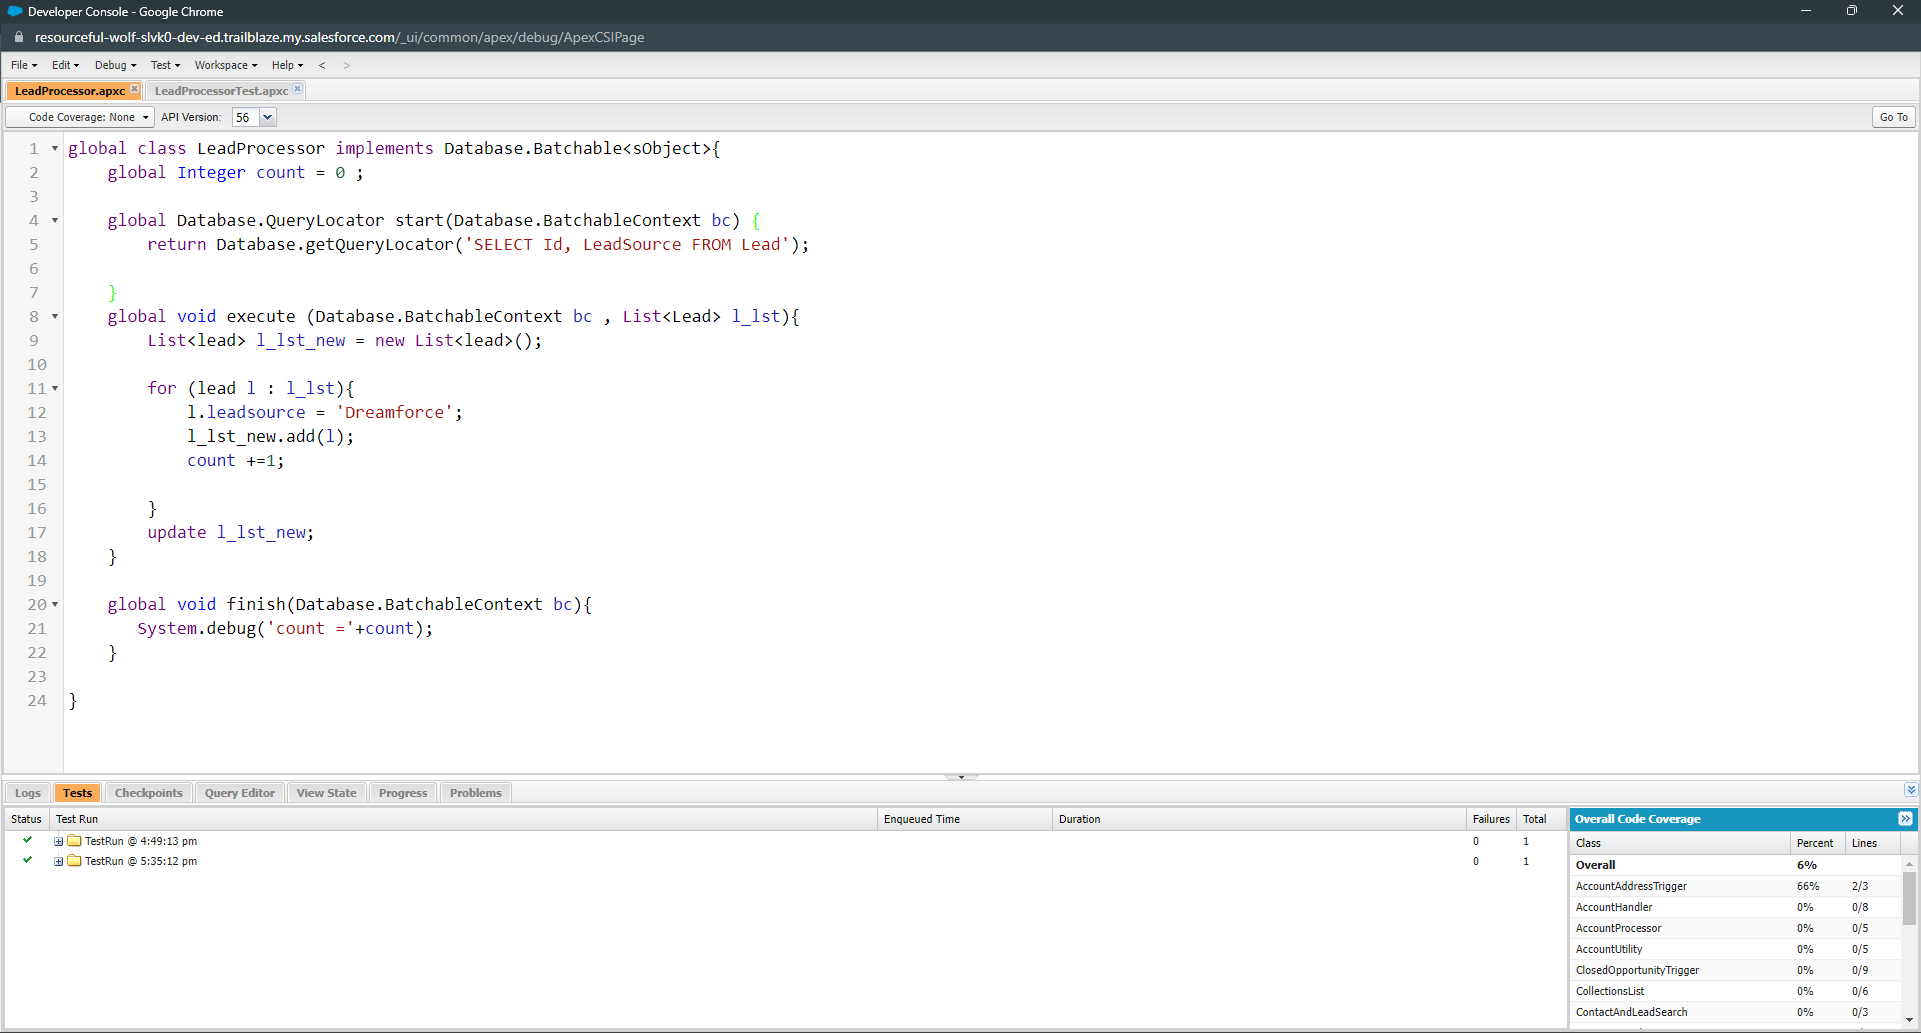 Developer Console - Google Chrome
resourceful-wolf-slvk0-dev-ed.trailblaze.my.salesforce.com/_ui/common/apex/debug/ApexCSIPage
File Edit Debug Test Workspace Help < >
LeadProcessor.apxc LeadProcessorTest.apxc
Code Coverage: None API Version: 56 Go To
1 global class LeadProcessor implements Database.Batchable<sObject>{
2     global Integer count = 0 ;
3
4     global Database.QueryLocator start(Database.BatchableContext bc) {
5         return Database.getQueryLocator('SELECT Id, LeadSource FROM Lead');
6
7     }
8     global void execute (Database.BatchableContext bc , List<Lead> l_lst){
9         List<lead> l_lst_new = new List<lead>();
10
11         for (lead l : l_lst){
12             l.leadsource = 'Dreamforce';
13             l_lst_new.add(l);
14             count +=1;
15
16         }
17         update l_lst_new;
18     }
19
20     global void finish(Database.BatchableContext bc){
21        System.debug('count ='+count);
22     }
23
24 }
Logs Tests Checkpoints Query Editor View State Progress Problems
Status Test Run Enqueued Time Duration Failures Total
TestRun @ 4:49:13 pm 0 1
TestRun @ 5:35:12 pm 0 1
Overall Code Coverage
Class Percent Lines
Overall 6%
AccountAddressTrigger 66% 2/3
AccountHandler 0% 0/8
AccountProcessor 0% 0/5
AccountUtility 0% 0/5
ClosedOpportunityTrigger 0% 0/9
CollectionsList 0% 0/6
ContactAndLeadSearch 0% 0/3